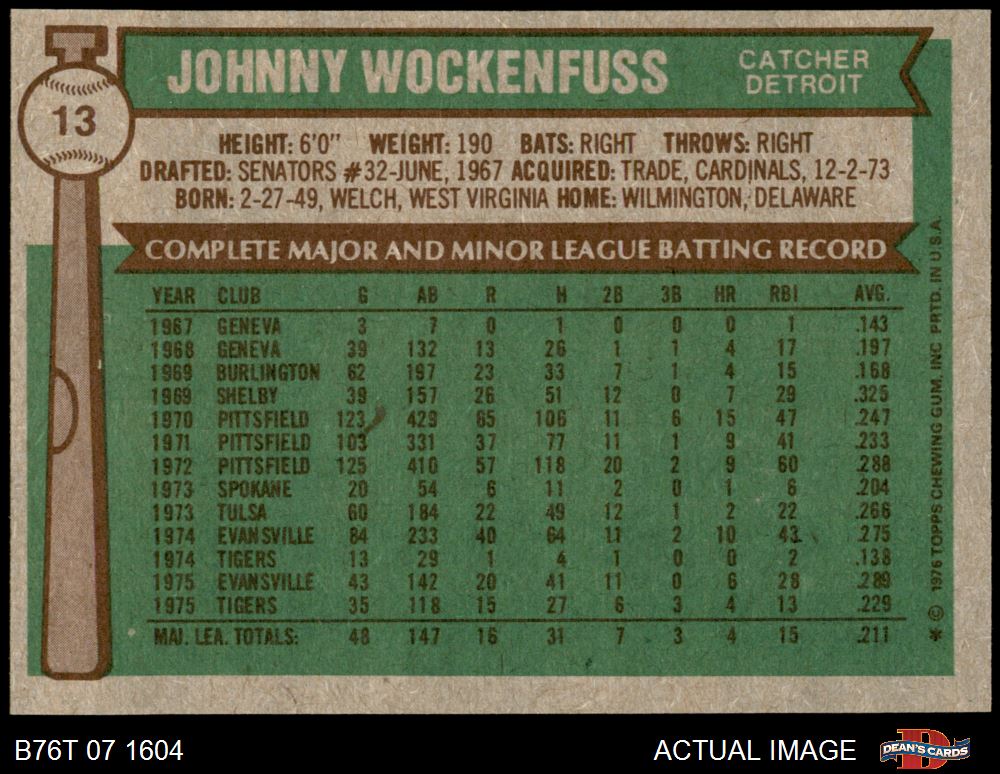 13
JOHNNY WOCKENFUSS
CATCHER
DETROIT
HEIGHT: 6'0" WEIGHT: 190 BATS: RIGHT THROWS: RIGHT
DRAFTED: SENATORS #32-JUNE, 1967 ACQUIRED: TRADE, CARDINALS, 12-2-73
BORN: 2-27-49, WELCH, WEST VIRGINIA HOME: WILMINGTON, DELAWARE
COMPLETE MAJOR AND MINOR LEAGUE BATTING RECORD
YEAR CLUB G AB R H 2B 3B HR RBI AVG.
1967 GENEVA 3 7 0 1 0 0 0 1 .143
1968 GENEVA 39 132 13 26 1 1 4 17 .197
1969 BURLINGTON 62 197 23 33 7 1 4 15 .168
1969 SHELBY 39 157 26 51 12 0 7 29 .325
1970 PITTSFIELD 123 429 65 106 11 6 15 47 .247
1971 PITTSFIELD 103 331 37 77 11 1 9 41 .233
1972 PITTSFIELD 125 410 57 118 20 2 9 60 .288
1973 SPOKANE 20 54 6 11 2 0 1 6 .204
1973 TULSA 60 184 22 49 12 1 2 22 .266
1974 EVANSVILLE 84 233 40 64 11 2 10 43 .275
1974 TIGERS 13 29 1 4 1 0 0 2 .138
1975 EVANSVILLE 43 142 20 41 11 0 6 28 .289
1975 TIGERS 35 118 15 27 6 3 4 13 .229
MAJ. LEA. TOTALS: 48 147 16 31 7 3 4 15 .211
* © 1976 TOPPS CHEWING GUM, INC PRTD. IN U.S.A.
B76T 07 1604
ACTUAL IMAGE
DEAN'S CARDS